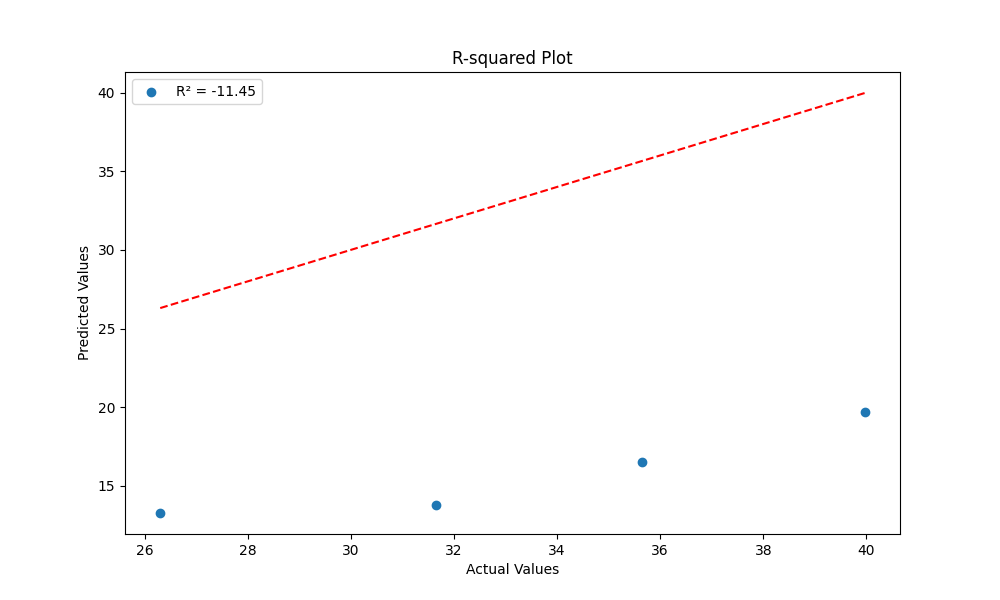 R-squared Plot
R² = -11.45
40
35
30
25
20
15
Predicted Values
26 28 30 32 34 36 38 40
Actual Values